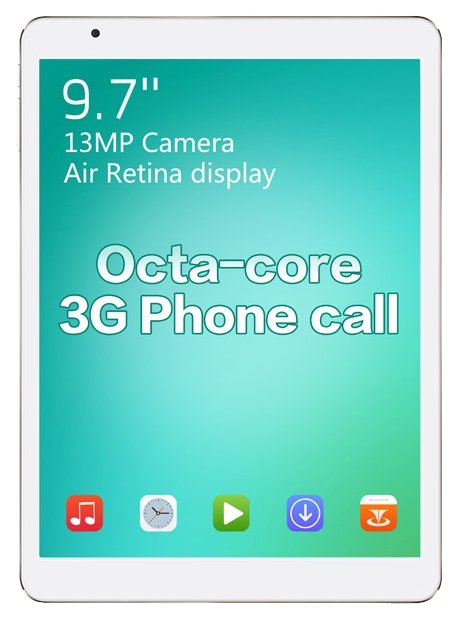 9.7"
13MP Camera
Air Retina display
Octa-core
3G Phone call